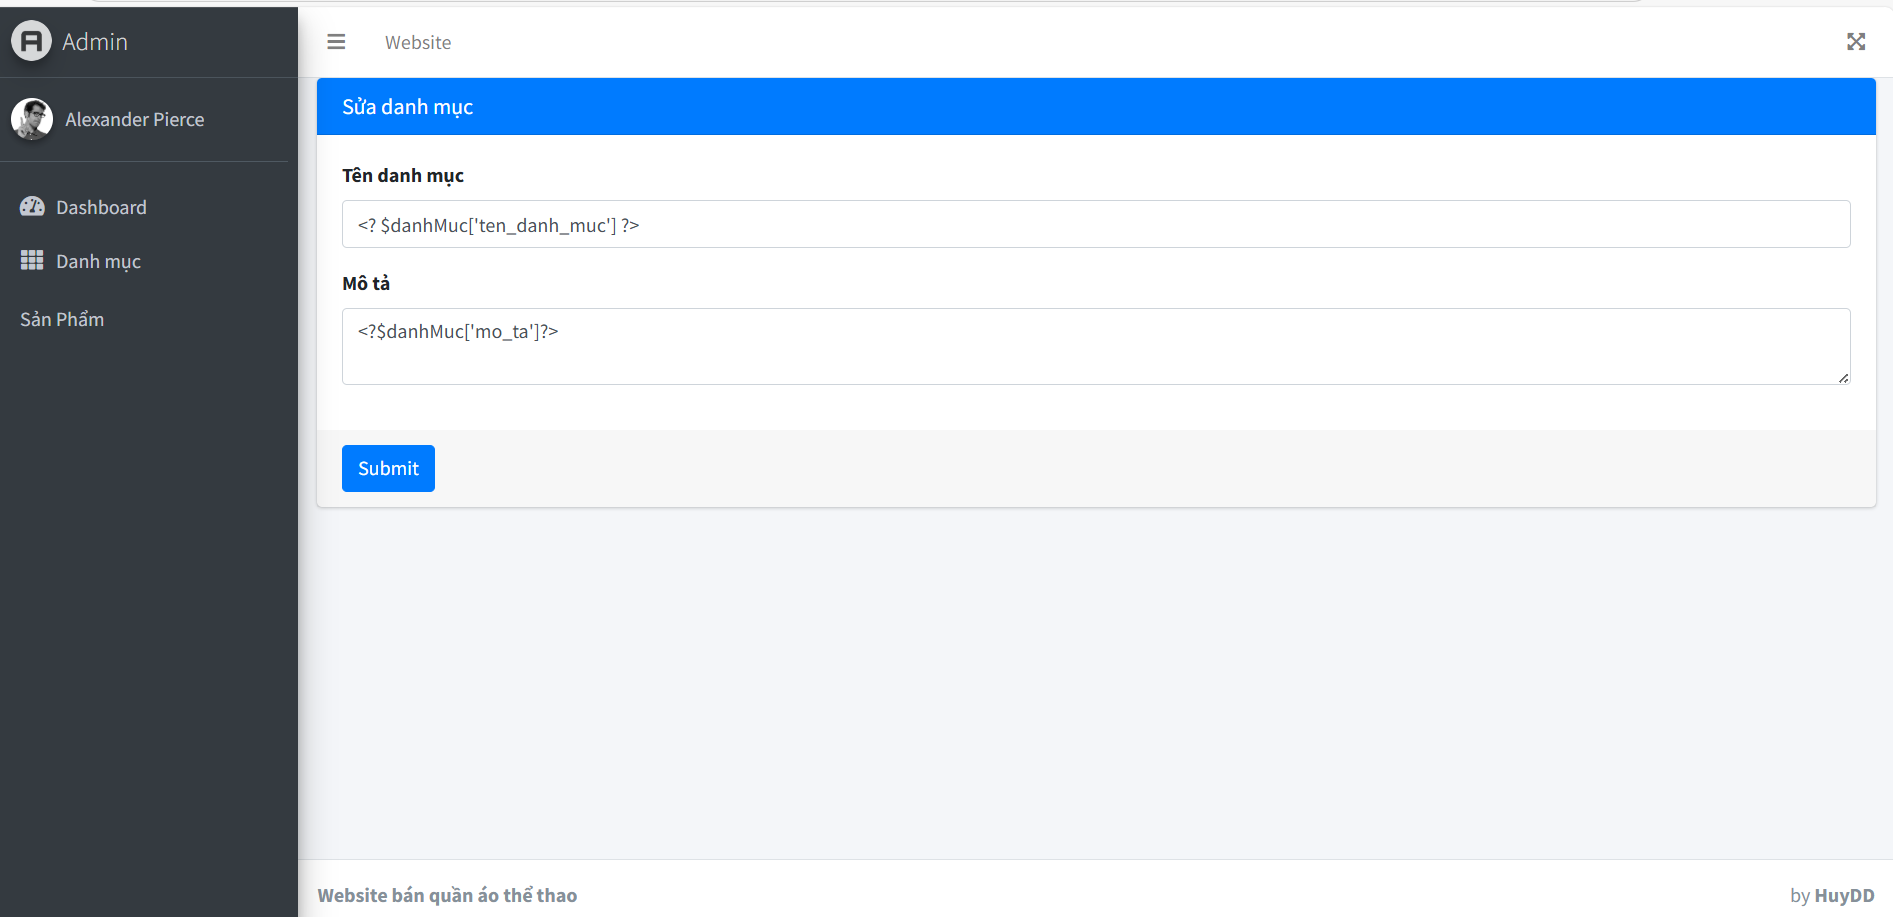 Admin
Website
Alexander Pierce
Dashboard
Danh mục
Sản Phẩm
Sửa danh mục
Tên danh mục
<? $danhMuc['ten_danh_muc'] ?>
Mô tả
<?$danhMuc['mo_ta']?>
Submit
Website bán quần áo thể thao
by HuyDD